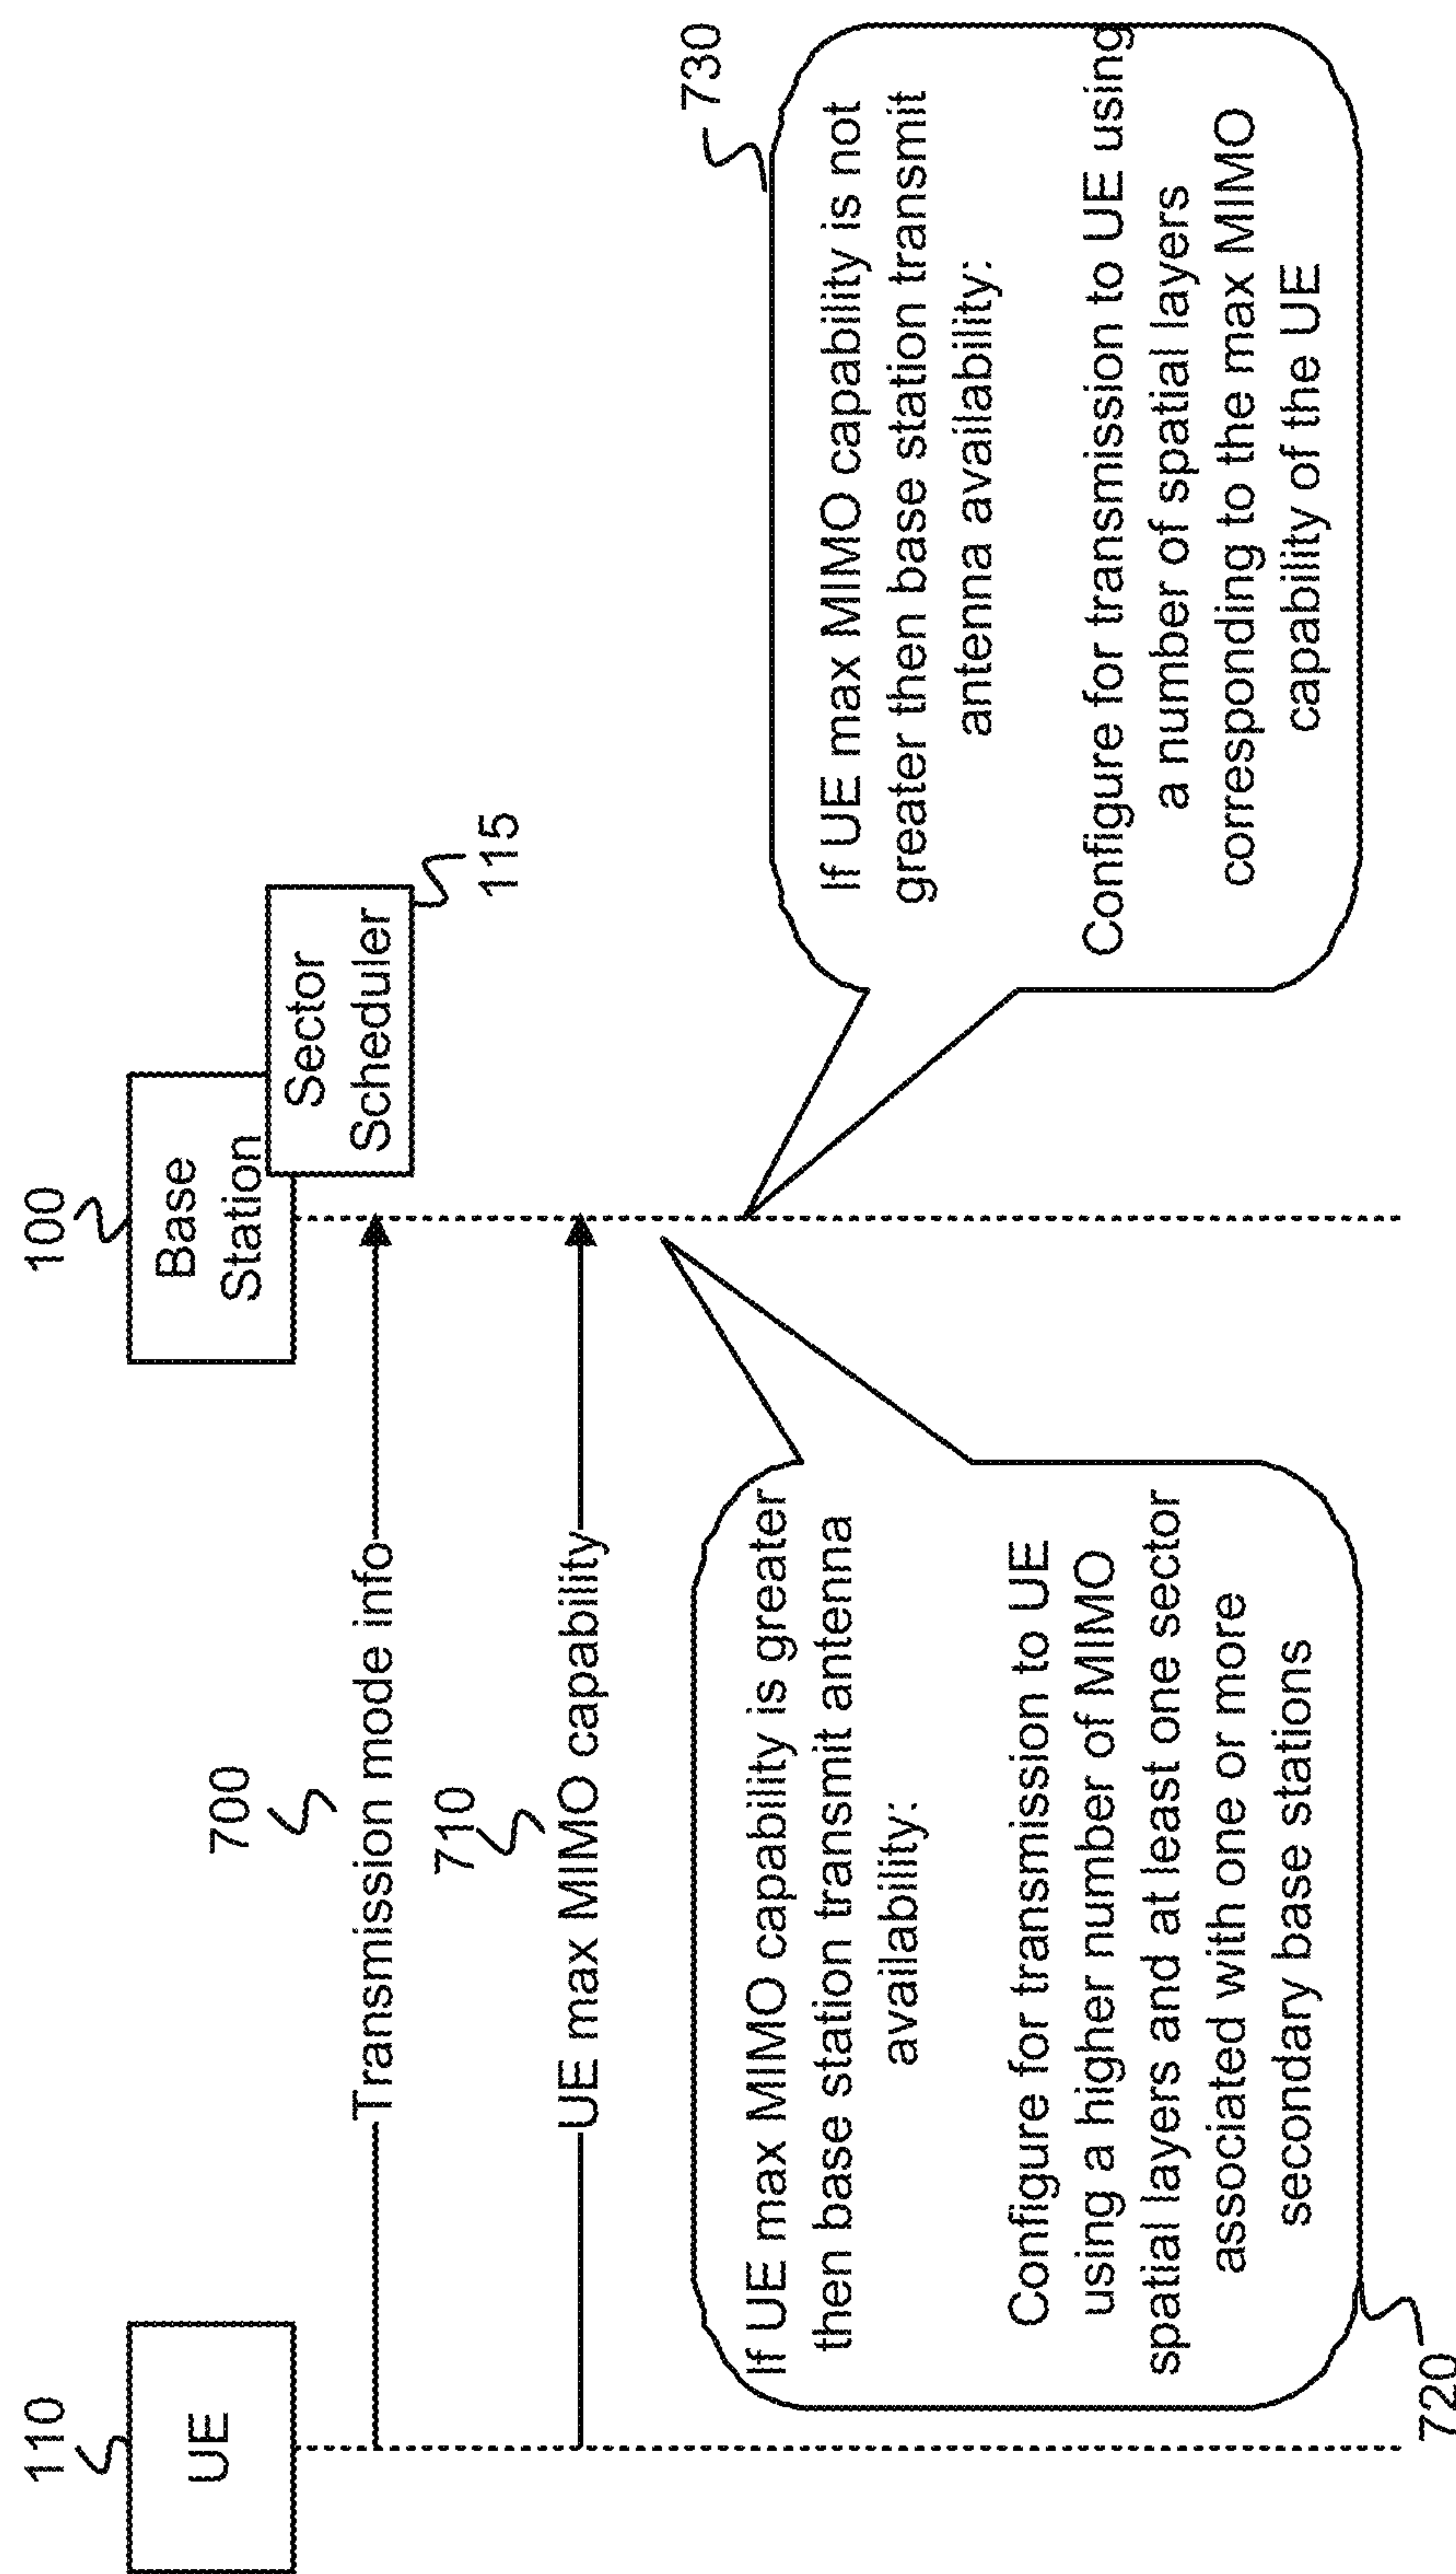 110
UE
100
Base
Station
Sector
Scheduler
115
700
Transmission mode info
710
UE max MIMO capability
If UE max MIMO capability is greater
then base station transmit antenna
availability:
Configure for transmission to UE
using a higher number of MIMO
spatial layers and at least one sector
associated with one or more
secondary base stations
720
730
If UE max MIMO capability is not
greater then base station transmit
antenna availability:
Configure for transmission to UE using
a number of spatial layers
corresponding to the max MIMO
capability of the UE